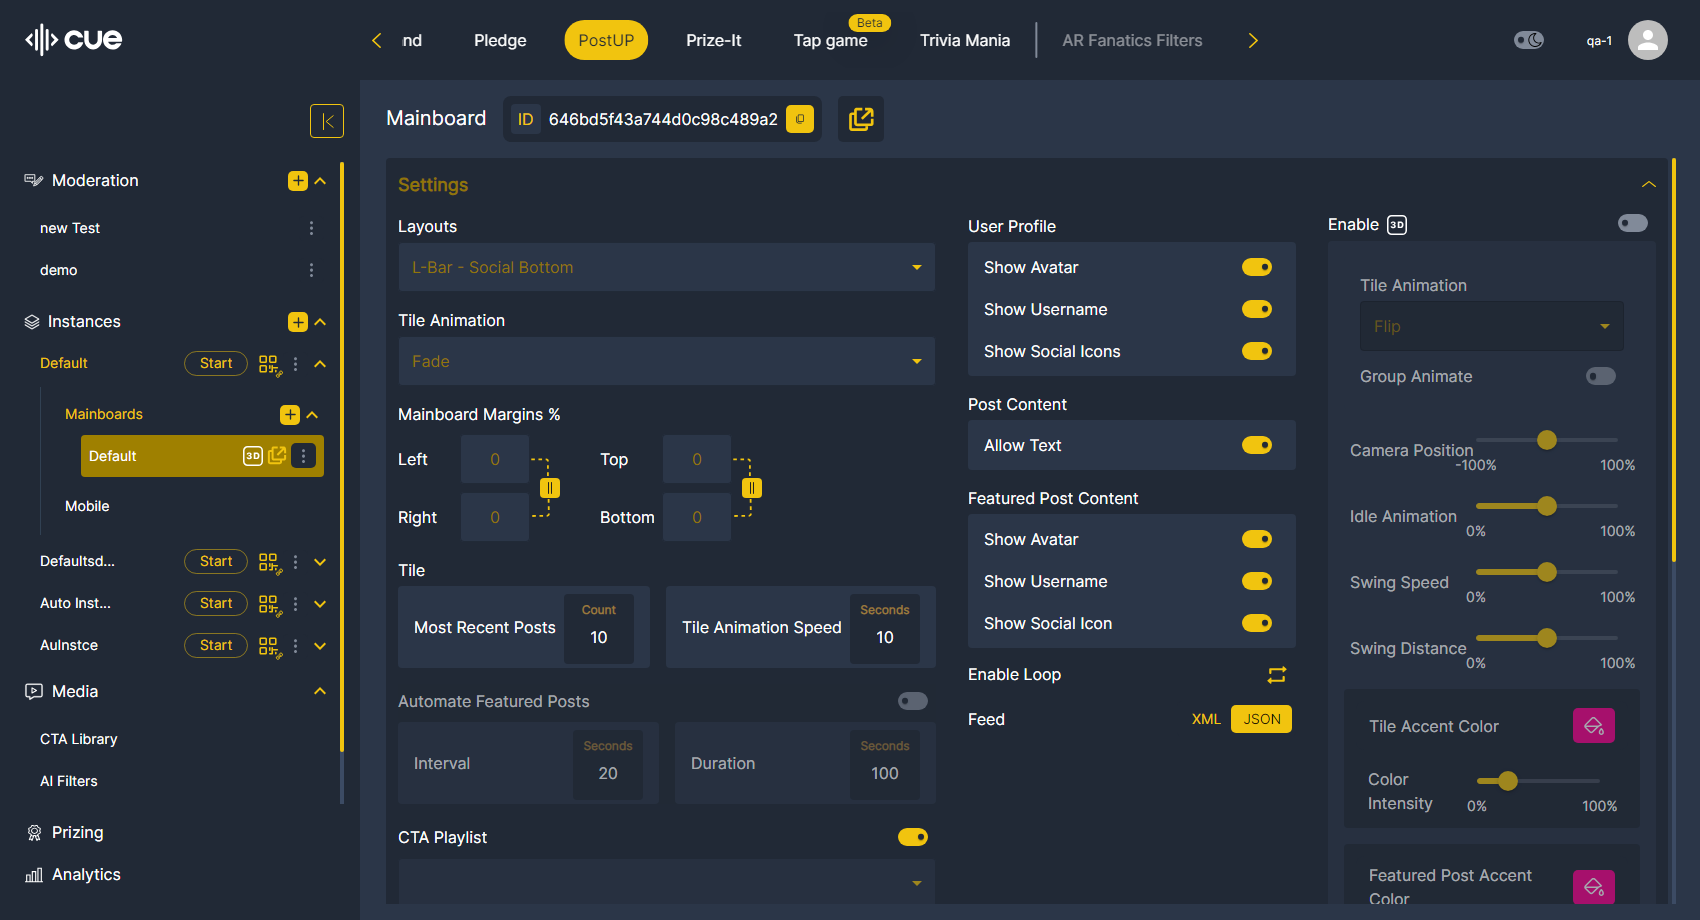 cue
nd
Pledge
PostUP
Prize-It
Tap game
Beta
Trivia Mania
AR Fanatics Filters
qa-1
Moderation
new Test
demo
Instances
Default
Start
Mainboards
Default
3D
Mobile
Defaultsd...
Start
Auto Inst...
Start
AuInstce
Start
Media
CTA Library
AI Filters
Prizing
Analytics
Mainboard
ID
646bd5f43a744d0c98c489a2
Settings
Layouts
L-Bar - Social Bottom
Tile Animation
Fade
Mainboard Margins %
Left
0
Top
0
Right
0
Bottom
0
Tile
Most Recent Posts
Count
10
Tile Animation Speed
Seconds
10
Automate Featured Posts
Interval
Seconds
20
Duration
Seconds
100
CTA Playlist
User Profile
Show Avatar
Show Username
Show Social Icons
Post Content
Allow Text
Featured Post Content
Show Avatar
Show Username
Show Social Icon
Enable Loop
Feed
XML
JSON
Enable
3D
Tile Animation
Flip
Group Animate
Camera Position
-100%
100%
Idle Animation
0%
100%
Swing Speed
0%
100%
Swing Distance
0%
100%
Tile Accent Color
Color
Intensity
0%
100%
Featured Post Accent
Color